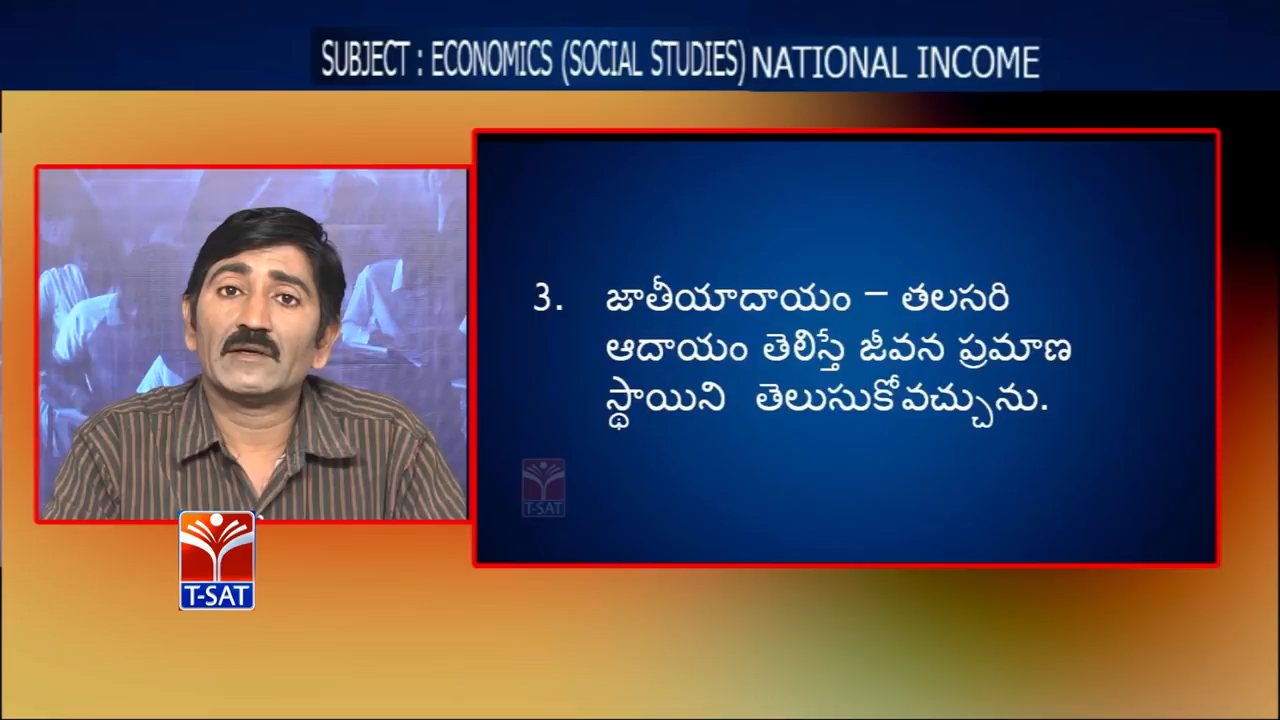 SUBJECT : ECONOMICS (SOCIAL STUDIES) NATIONAL INCOME
3. జాతీయాదాయం – తలసరి
ఆదాయం తెలిస్తే జీవన ప్రమాణ
స్థాయిని తెలుసుకోవచ్చును.
T-SAT
T-SAT